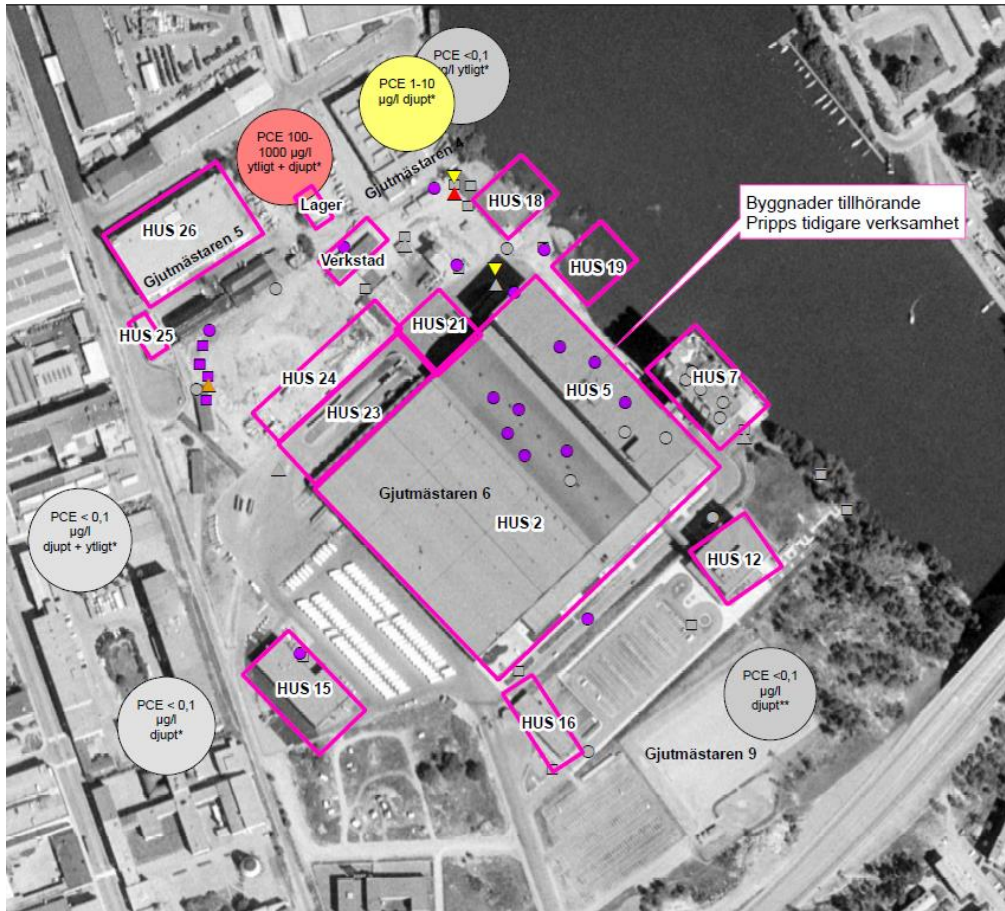 PCE <0,1
µg/l ytligt*
PCE 1-10
µg/l djupt*
PCE 100-
1000 µg/l
ytligt + djupt*
Gjutmästaren 4
Lager
HUS 18
Byggnader tillhörande
Pripps tidigare verksamhet
HUS 26
Gjutmästaren 5
Verkstad
HUS 19
HUS 25
HUS 21
HUS 24
HUS 5
HUS 7
HUS 23
Gjutmästaren 6
HUS 2
PCE < 0,1
µg/l
djupt + ytligt*
HUS 12
HUS 15
PCE <0,1
µg/l
djupt**
PCE < 0,1
µg/l
djupt*
HUS 16
Gjutmästaren 9